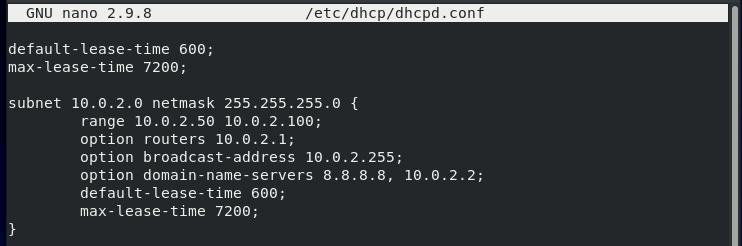 GNU nano 2.9.8 /etc/dhcp/dhcpd.conf
default-lease-time 600;
max-lease-time 7200;
subnet 10.0.2.0 netmask 255.255.255.0 {
range 10.0.2.50 10.0.2.100;
option routers 10.0.2.1;
option broadcast-address 10.0.2.255;
option domain-name-servers 8.8.8.8, 10.0.2.2;
default-lease-time 600;
max-lease-time 7200;
}